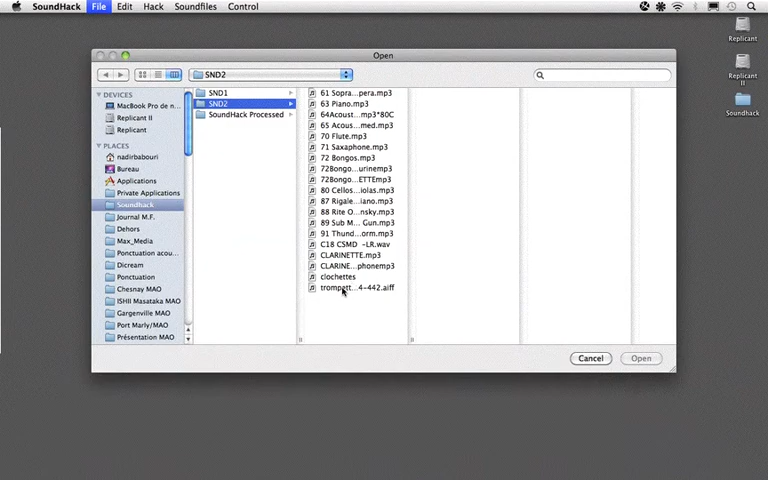 SoundHack File Edit Hack Soundfiles Control
Open
SND2
DEVICES
MacBook Pro de n...
Replicant II
Replicant
PLACES
nadirbabouri
Bureau
Applications
Private Applications
Soundhack
Journal M.F.
Dehors
Max_Media
Ponctuation acou...
Dicream
Ponctuation
Chesnay MAO
ISHII Masataka MAO
Gargenville MAO
Port Marly/MAO
Présentation MAO
SND1
SND2
SoundHack Processed
61 Sopra...pera.mp3
63 Piano.mp3
64Acoust...mp3*80C
65 Acous...med.mp3
70 Flute.mp3
71 Saxaphone.mp3
72 Bongos.mp3
72Bongo...urinemp3
72Bongo...ETTEmp3
80 Cellos...iolas.mp3
87 Rigale...iano.mp3
88 Rite O...nsky.mp3
89 Sub M... Gun.mp3
91 Thund...orm.mp3
C18 CSMD -LR.wav
CLARINETTE.mp3
CLARINE...phonemp3
clochettes
trompett...4-442.aiff
Cancel
Open
Replicant
Replicant II
Soundhack